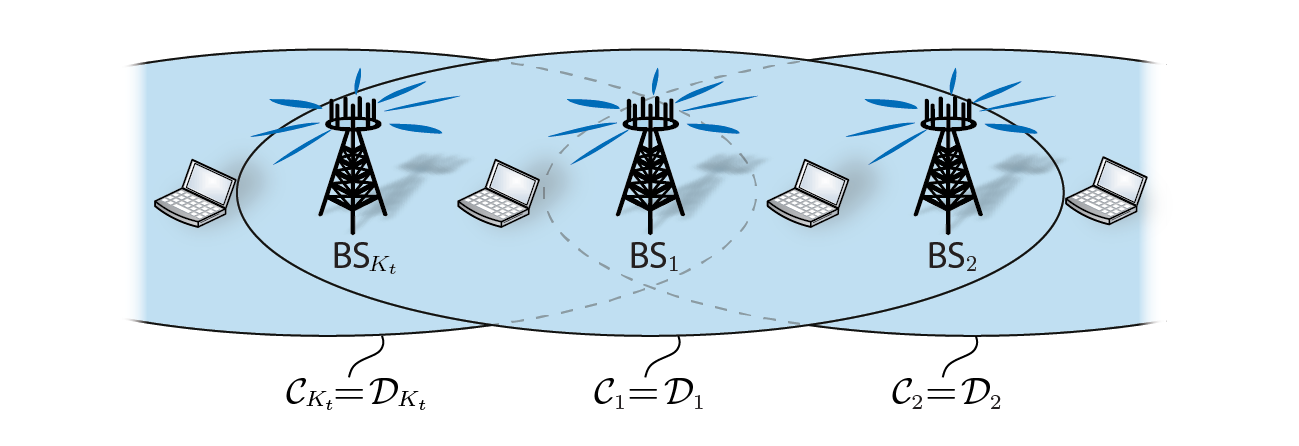 BS_{K_t} BS_1 BS_2
𝒞_{K_t}=𝒟_{K_t} 𝒞_1=𝒟_1 𝒞_2=𝒟_2